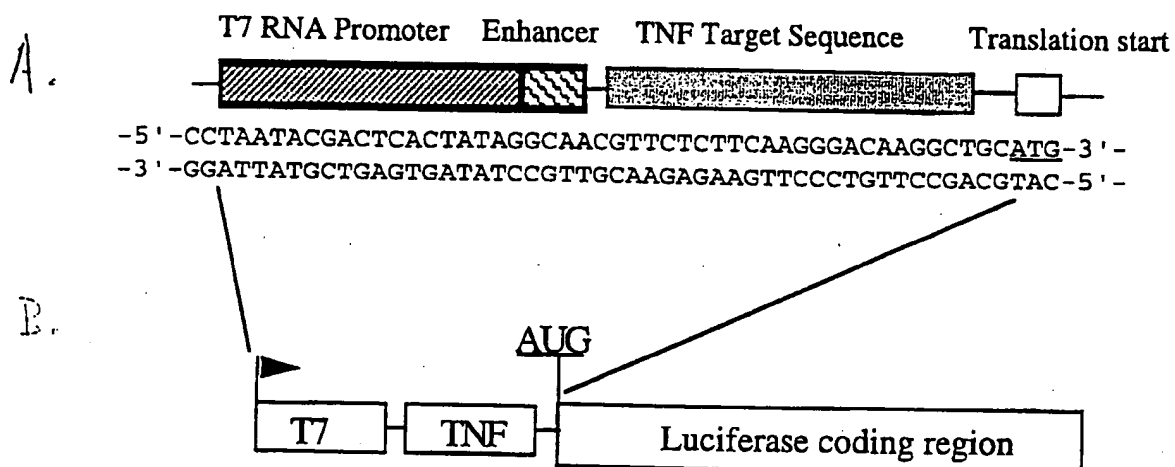 A.
T7 RNA Promoter Enhancer TNF Target Sequence Translation start
-5'-CCTAATACGACTCACTATAGGCAACGTTCTCTTCAAGGGACAAGGCTGCATG-3'-
-3'-GGATTATGCTGAGTGATATCCGTTGCAAGAGAAGTTCCCTGTTCCGACGTAC-5'-
B.
AUG
T7 TNF Luciferase coding region